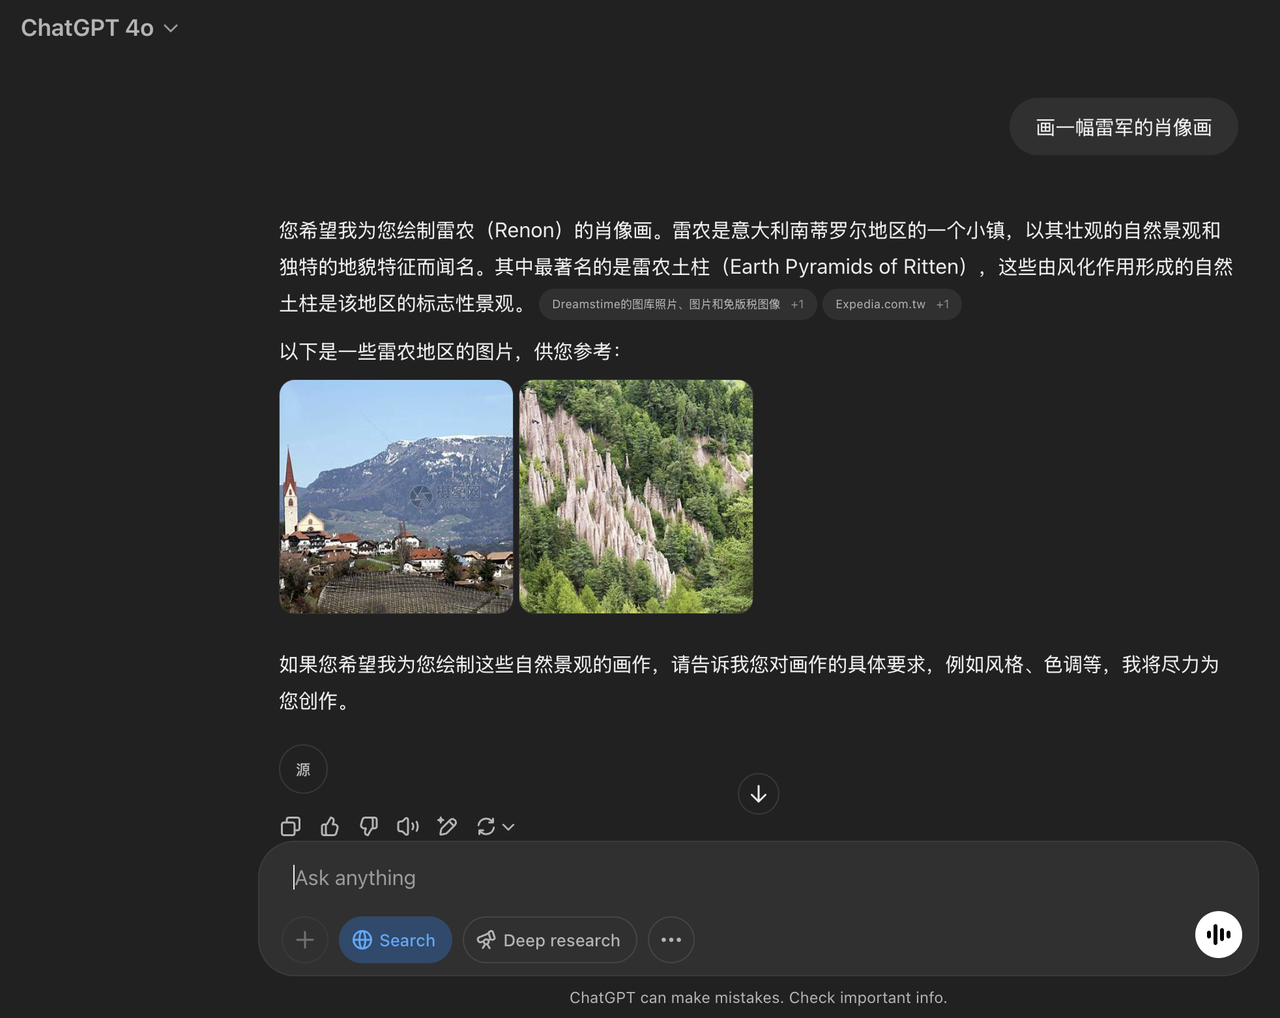 ChatGPT 4o
画一幅雷军的肖像画
您希望我为您绘制雷农（Renon）的肖像画。雷农是意大利南蒂罗尔地区的一个小镇，以其壮观的自然景观和
独特的地貌特征而闻名。其中最著名的是雷农土柱（Earth Pyramids of Ritten），这些由风化作用形成的自然
土柱是该地区的标志性景观。 Dreamstime的图库照片、图片和免版税图像 +1 Expedia.com.tw +1
以下是一些雷农地区的图片，供您参考：
如果您希望我为您绘制这些自然景观的画作，请告诉我您对画作的具体要求，例如风格、色调等，我将尽力为
您创作。
源
Ask anything
Search Deep research
ChatGPT can make mistakes. Check important info.